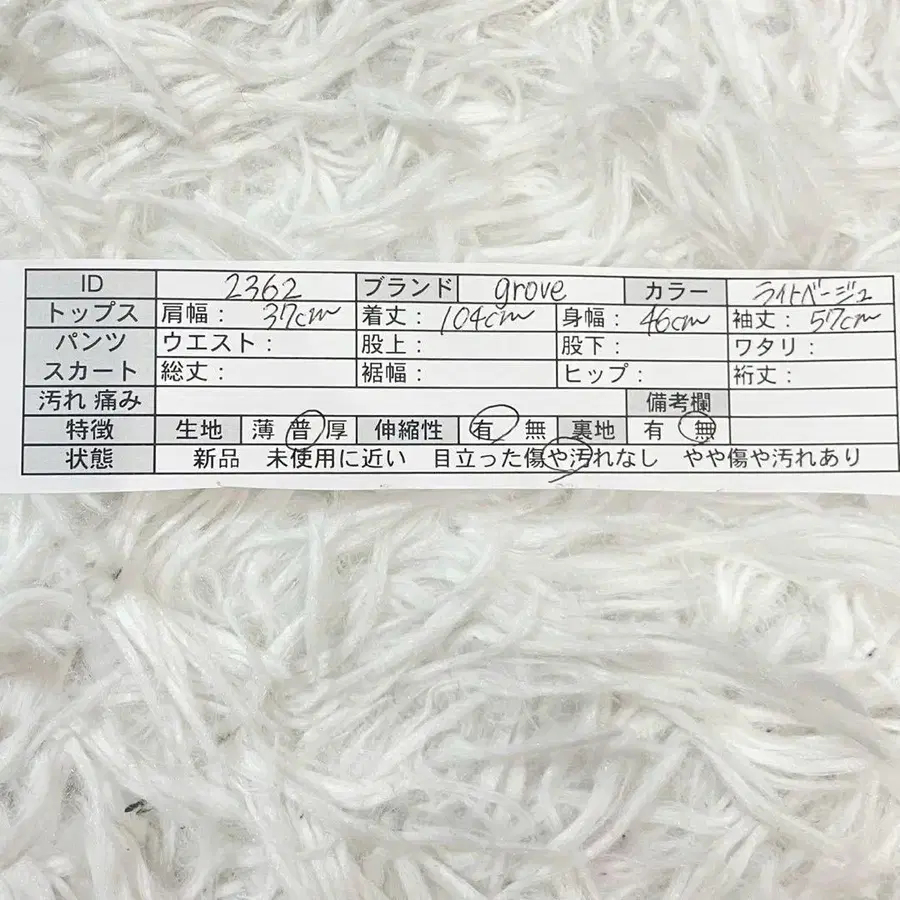 ID 2362 ブランド grove カラー ライトベージュ
トップス 肩幅： 37cm 着丈： 104cm 身幅： 46cm 袖丈： 57cm
パンツ ウエスト： 股上： 股下： ワタリ：
スカート 総丈： 裾幅： ヒップ： 裄丈：
汚れ 痛み 備考欄
特徴 生地 薄 普 厚 伸縮性 有 無 裏地 有 無
状態 新品 未使用に近い 目立った傷や汚れなし やや傷や汚れあり